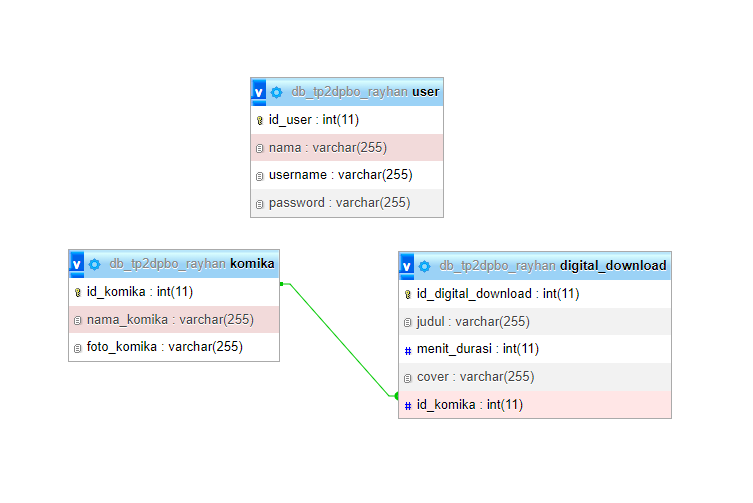 v db_tp2dpbo_rayhan user
id_user : int(11)
nama : varchar(255)
username : varchar(255)
password : varchar(255)
v db_tp2dpbo_rayhan komika
id_komika : int(11)
nama_komika : varchar(255)
foto_komika : varchar(255)
v db_tp2dpbo_rayhan digital_download
id_digital_download : int(11)
judul : varchar(255)
# menit_durasi : int(11)
cover : varchar(255)
# id_komika : int(11)